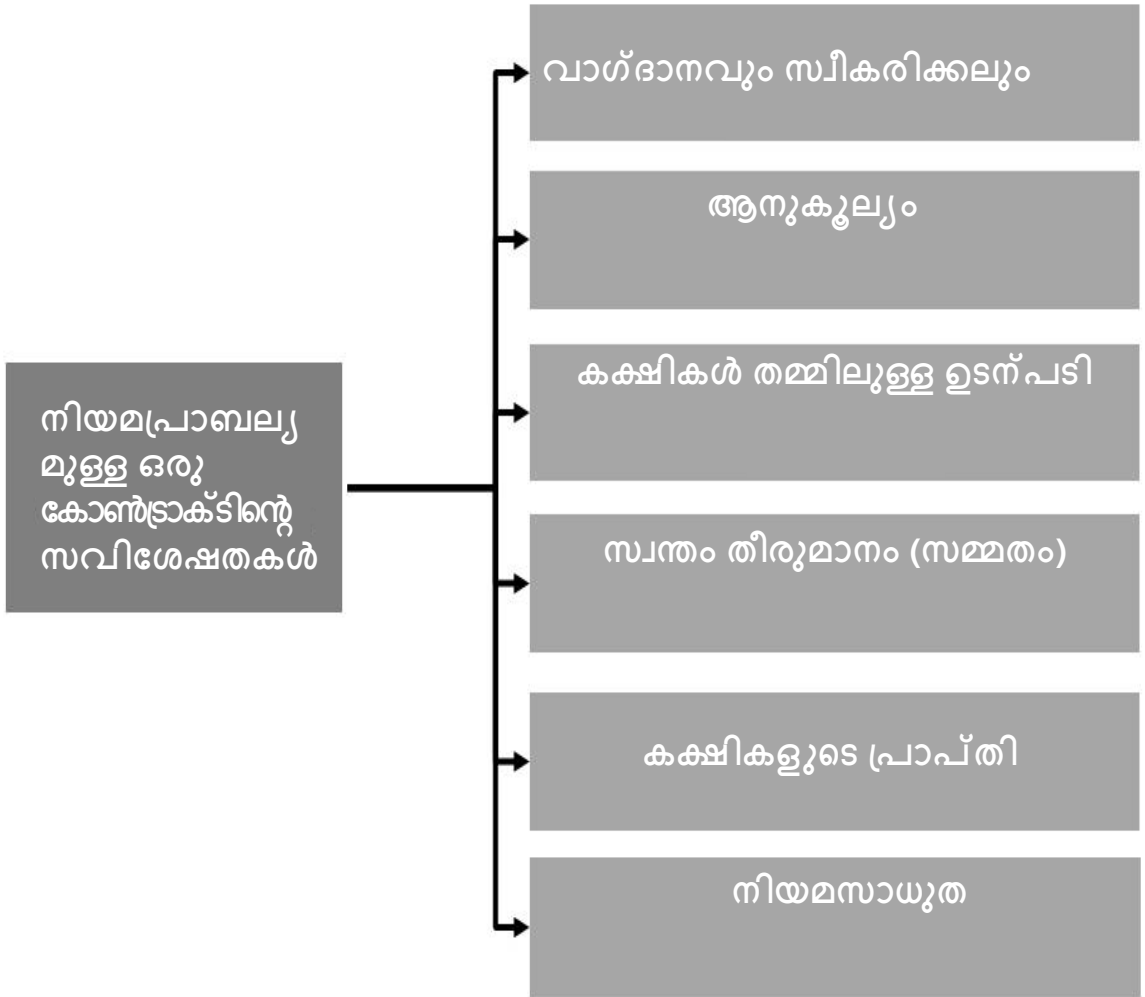 നിയമപ്രാബല്യ
മുള്ള ഒരു
കോൺട്രാക്ടിന്റെ
സവിശേഷതകൾ
വാഗ്ദാനവും സ്വീകരിക്കലും
ആനുകൂല്യം
കക്ഷികൾ തമ്മിലുള്ള ഉടന്പടി
സ്വന്തം തീരുമാനം (സമ്മതം)
കക്ഷികളുടെ പ്രാപ്തി
നിയമസാധുത